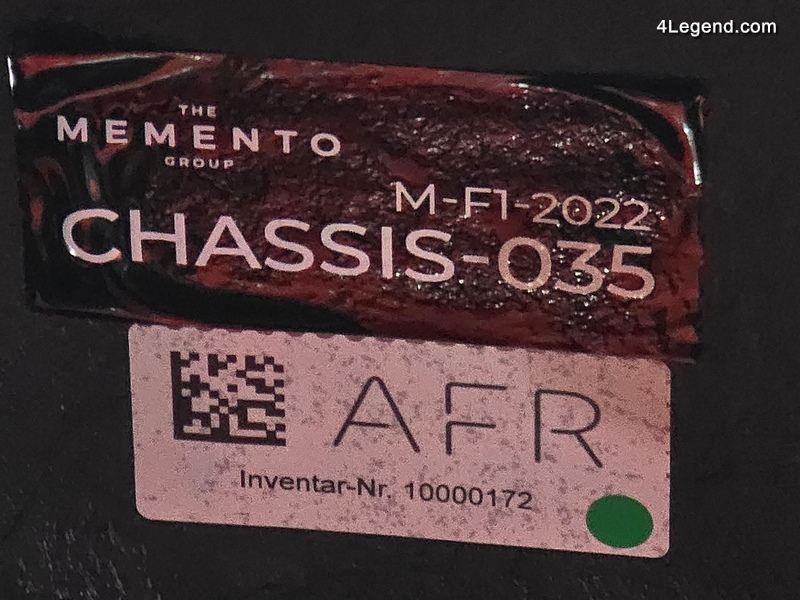 4Legend.com
THE
MEMENTO
GROUP
M-F1-2022
CHASSIS-035
AFR
Inventar-Nr. 10000172